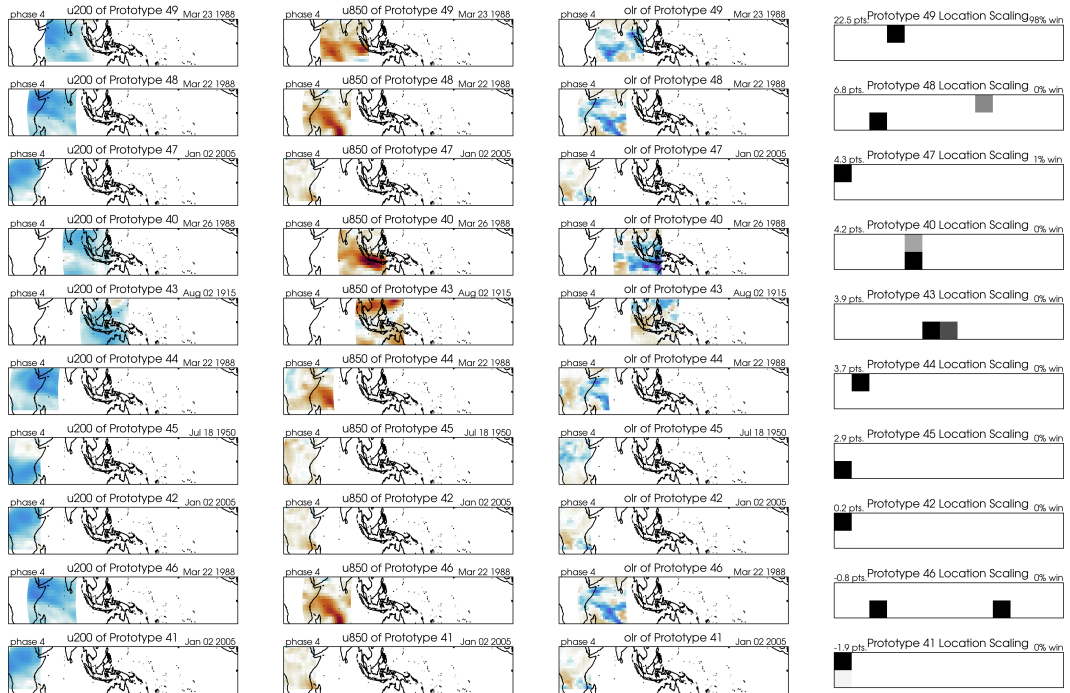 u200 of Prototype 49
phase 4 Mar 23 1988
u850 of Prototype 49
phase 4 Mar 23 1988
olr of Prototype 49
phase 4 Mar 23 1988
Prototype 49 Location Scaling
22.5 pts. 98% win
u200 of Prototype 48
phase 4 Mar 22 1988
u850 of Prototype 48
phase 4 Mar 22 1988
olr of Prototype 48
phase 4 Mar 22 1988
Prototype 48 Location Scaling
6.8 pts. 0% win
u200 of Prototype 47
phase 4 Jan 02 2005
u850 of Prototype 47
phase 4 Jan 02 2005
olr of Prototype 47
phase 4 Jan 02 2005
Prototype 47 Location Scaling
4.3 pts. 1% win
u200 of Prototype 40
phase 4 Mar 26 1988
u850 of Prototype 40
phase 4 Mar 26 1988
olr of Prototype 40
phase 4 Mar 26 1988
Prototype 40 Location Scaling
4.2 pts. 0% win
u200 of Prototype 43
phase 4 Aug 02 1915
u850 of Prototype 43
phase 4 Aug 02 1915
olr of Prototype 43
phase 4 Aug 02 1915
Prototype 43 Location Scaling
3.9 pts. 0% win
u200 of Prototype 44
phase 4 Mar 22 1988
u850 of Prototype 44
phase 4 Mar 22 1988
olr of Prototype 44
phase 4 Mar 22 1988
Prototype 44 Location Scaling
3.7 pts. 0% win
u200 of Prototype 45
phase 4 Jul 18 1950
u850 of Prototype 45
phase 4 Jul 18 1950
olr of Prototype 45
phase 4 Jul 18 1950
Prototype 45 Location Scaling
2.9 pts. 0% win
u200 of Prototype 42
phase 4 Jan 02 2005
u850 of Prototype 42
phase 4 Jan 02 2005
olr of Prototype 42
phase 4 Jan 02 2005
Prototype 42 Location Scaling
0.2 pts. 0% win
u200 of Prototype 46
phase 4 Mar 22 1988
u850 of Prototype 46
phase 4 Mar 22 1988
olr of Prototype 46
phase 4 Mar 22 1988
Prototype 46 Location Scaling
-0.8 pts. 0% win
u200 of Prototype 41
phase 4 Jan 02 2005
u850 of Prototype 41
phase 4 Jan 02 2005
olr of Prototype 41
phase 4 Jan 02 2005
Prototype 41 Location Scaling
-1.9 pts. 0% win